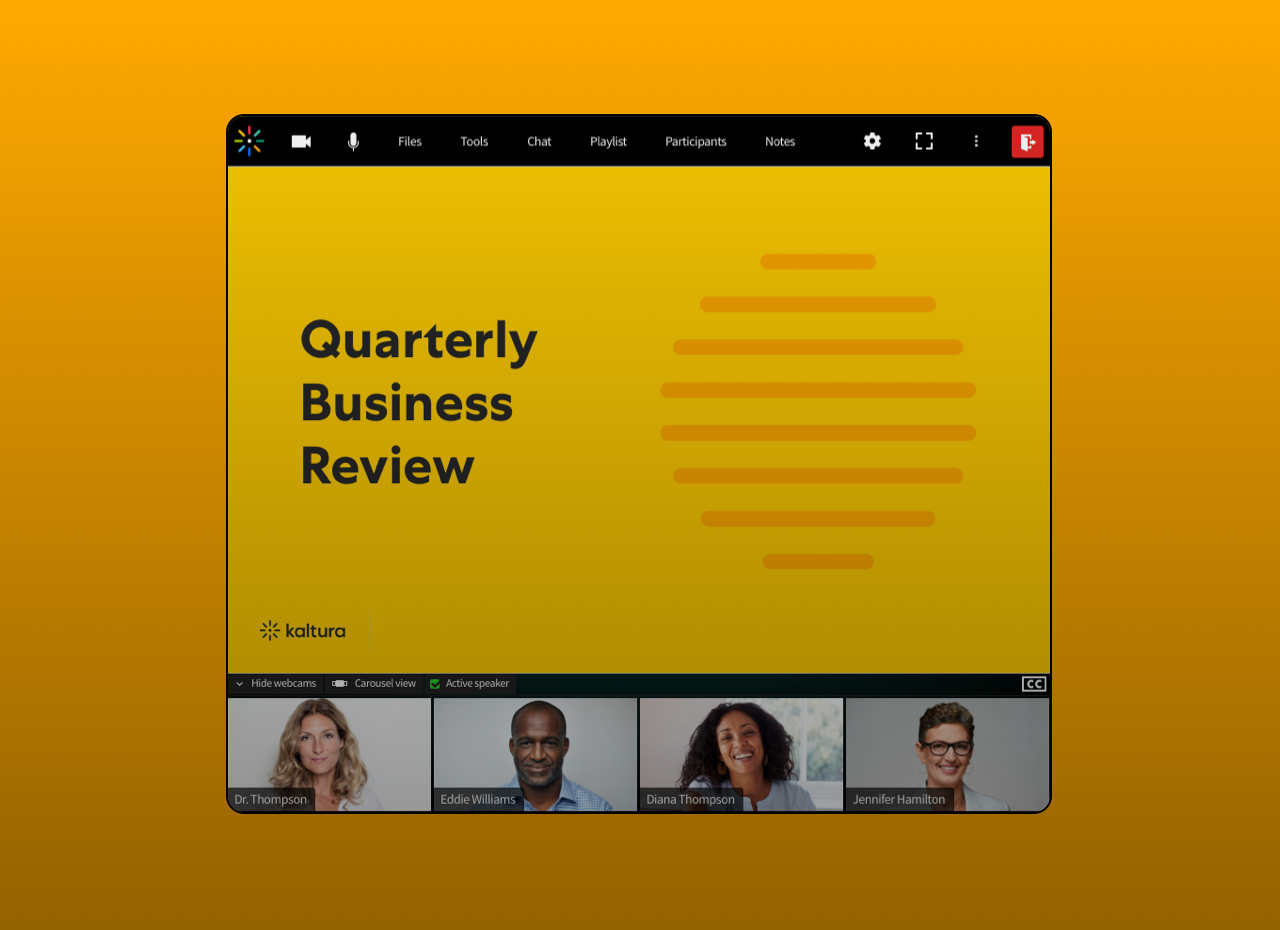 Files Tools Chat Playlist Participants Notes
Quarterly
Business
Review
kaltura
Hide webcams Carousel view Active speaker CC
Dr. Thompson Eddie Williams Diana Thompson Jennifer Hamilton